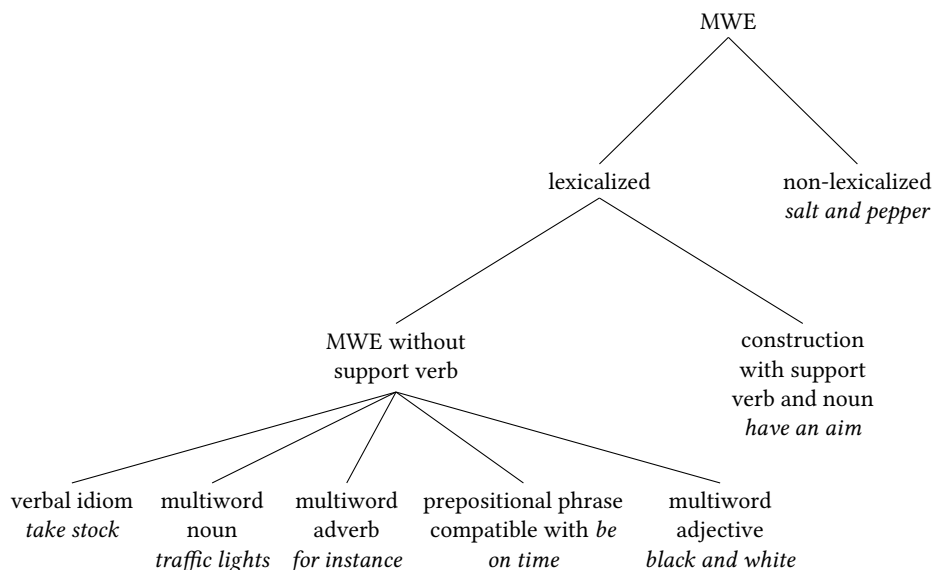 MWE
lexicalized
non-lexicalized
salt and pepper
MWE without
support verb
construction
with support
verb and noun
have an aim
verbal idiom
take stock
multiword
noun
traffic lights
multiword
adverb
for instance
prepositional phrase
compatible with be
on time
multiword
adjective
black and white